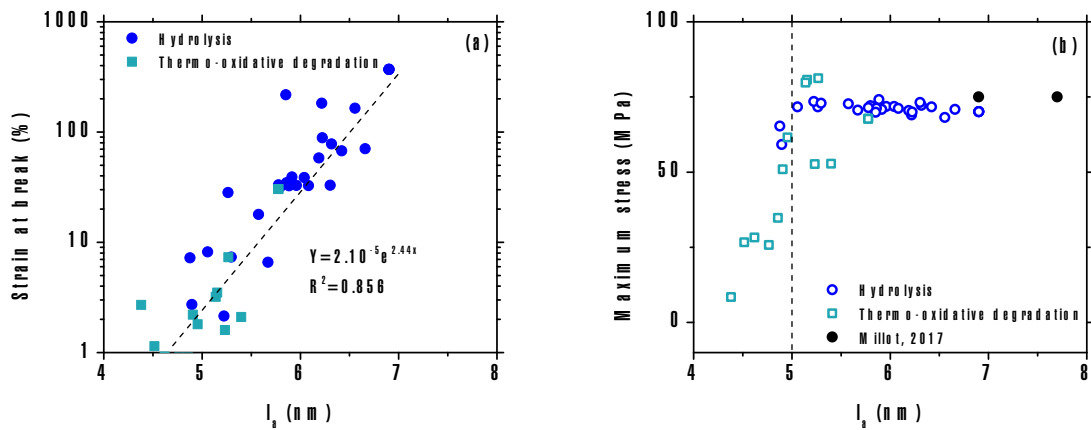 1000
100
10
1
Strain at break (%)
Hydrolysis
Thermo-oxidative degradation
(a)
Y=2.10^-5 e^2.44x
R^2=0.856
4 5 6 7 8
l_a (nm)
100
50
0
Maximum stress (MPa)
(b)
Hydrolysis
Thermo-oxidative degradation
Millot, 2017
4 5 6 7 8
l_a (nm)